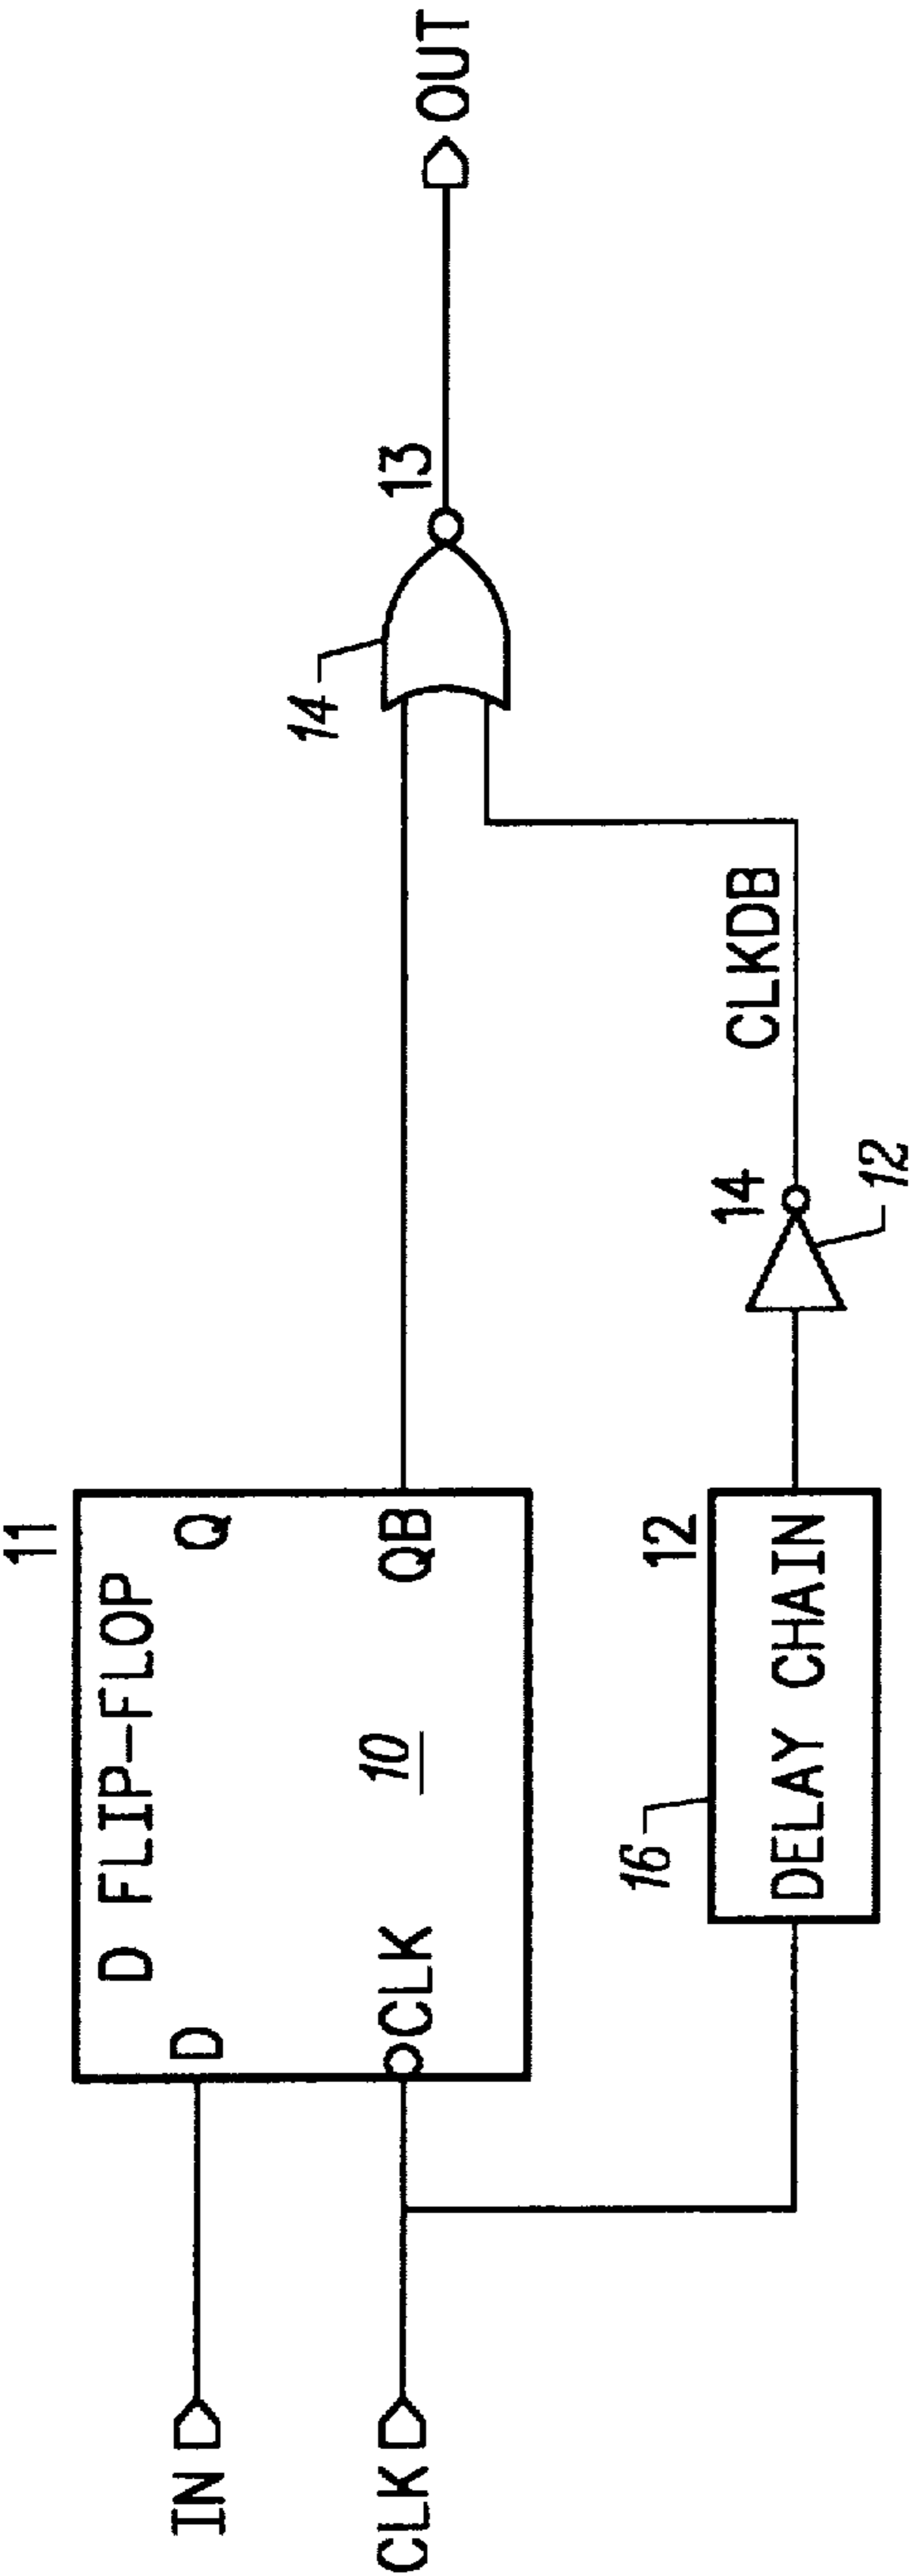 11
D FLIP-FLOP
IN
D
Q
14
13
OUT
CLK
CLK
10
QB
16
12
DELAY CHAIN
14
CLKDB
12